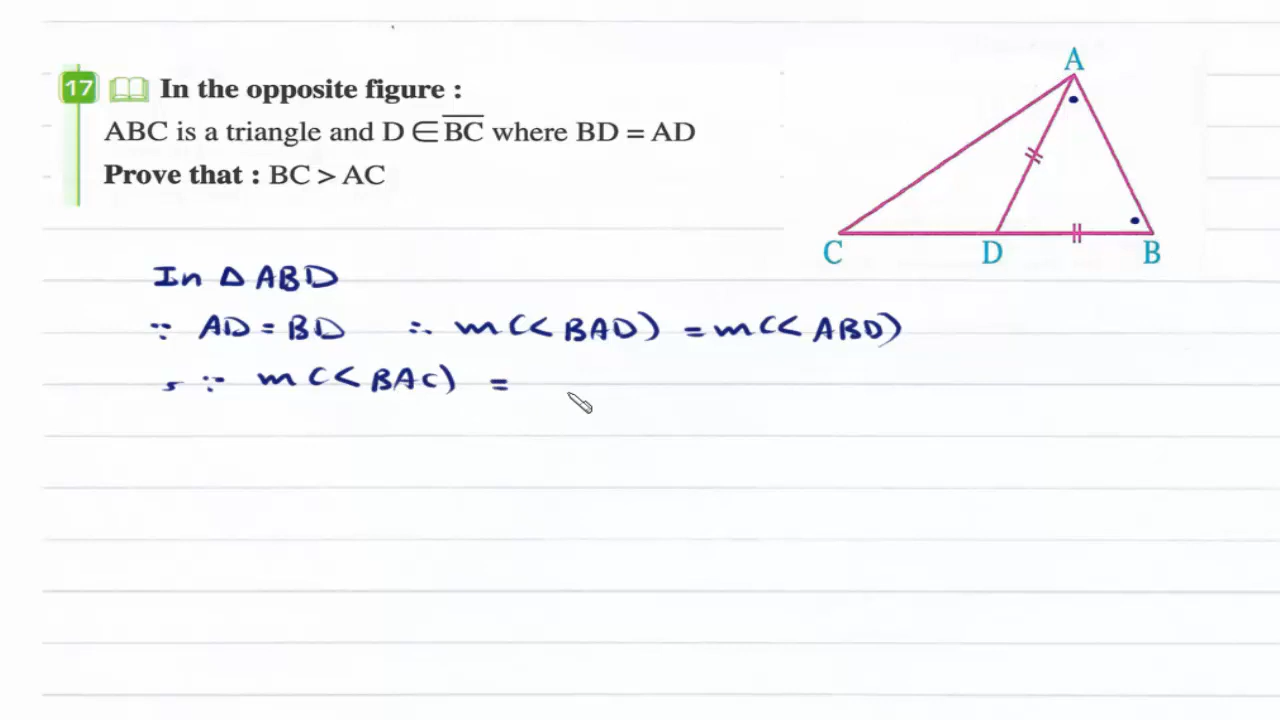 17 In the opposite figure :
ABC is a triangle and D ∈ B̅C̅ where BD = AD
Prove that : BC > AC
A
C
D
B
In △ ABD
∵ AD = BD ∴ m(< BAD) = m(< ABD)
, ∵ m(< BAC) =